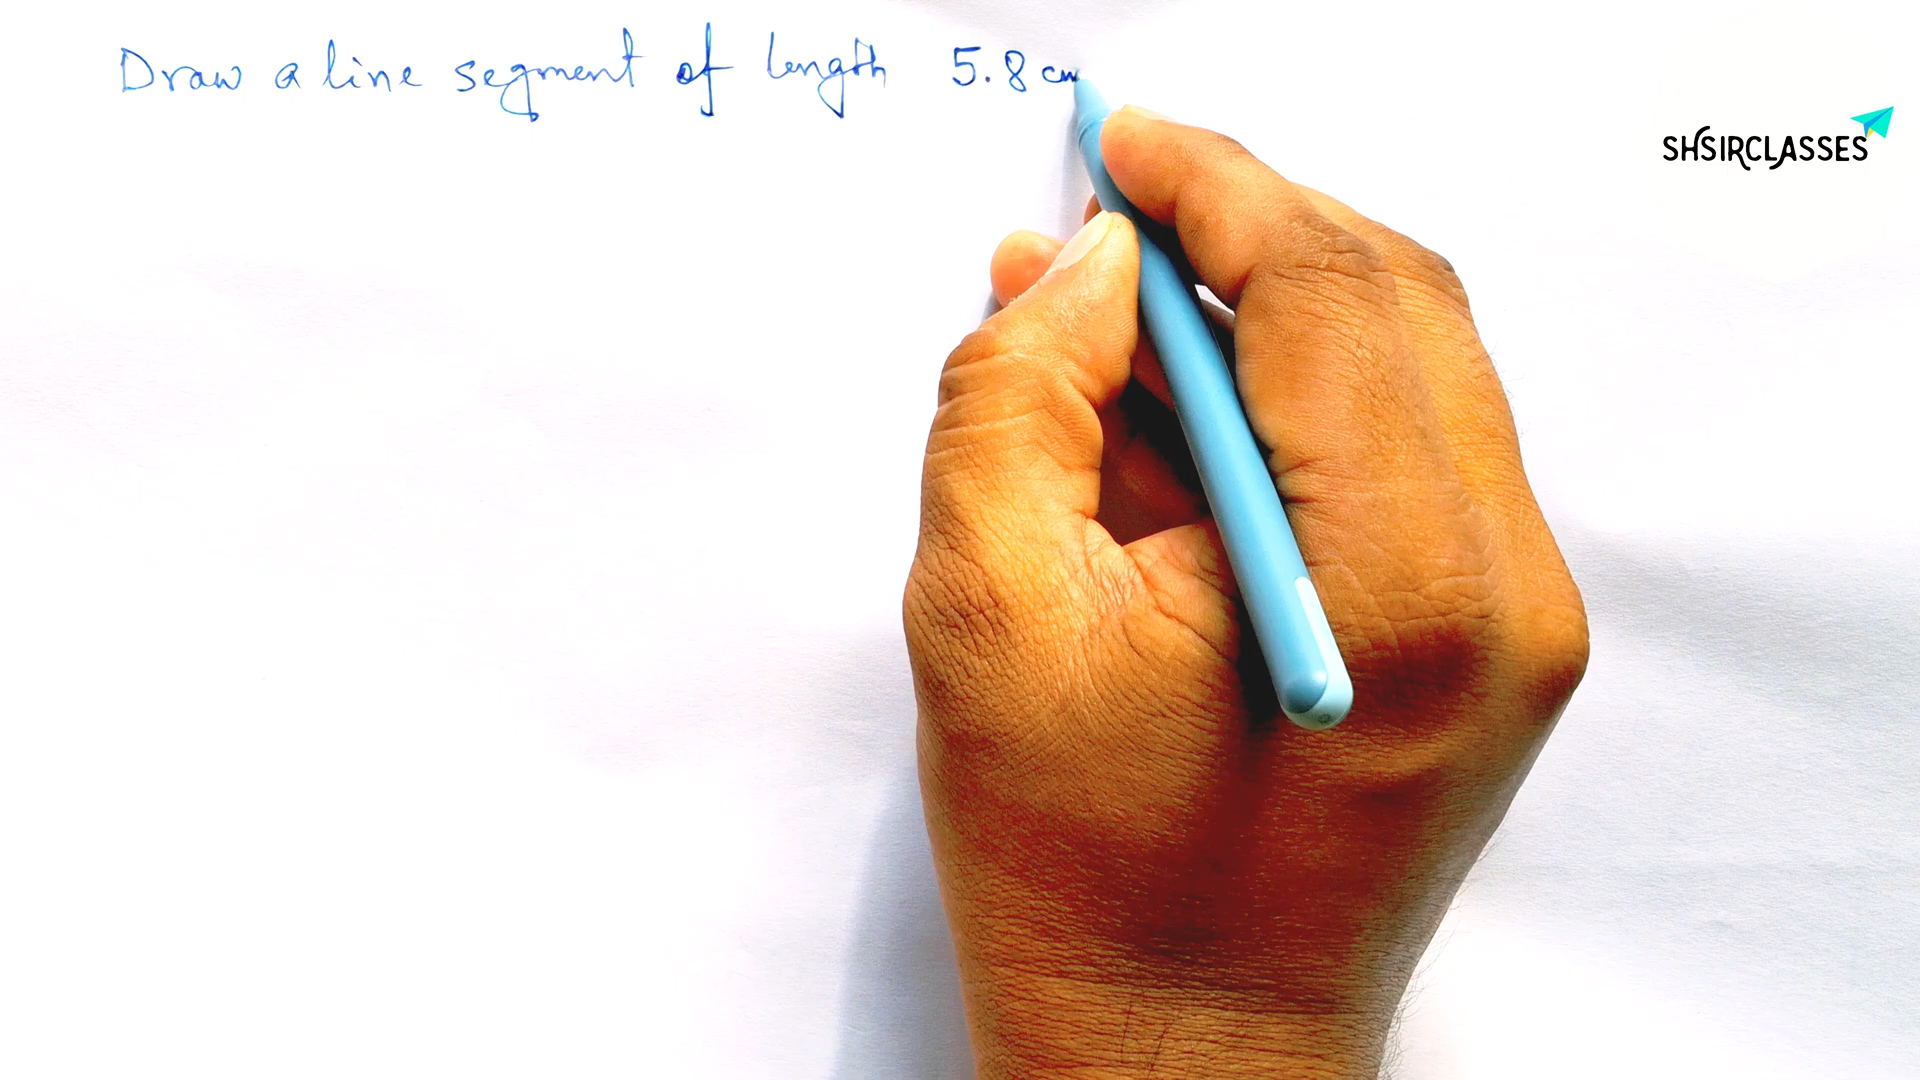 Draw a line segment of length 5.8 cm
SHSIRCLASSES